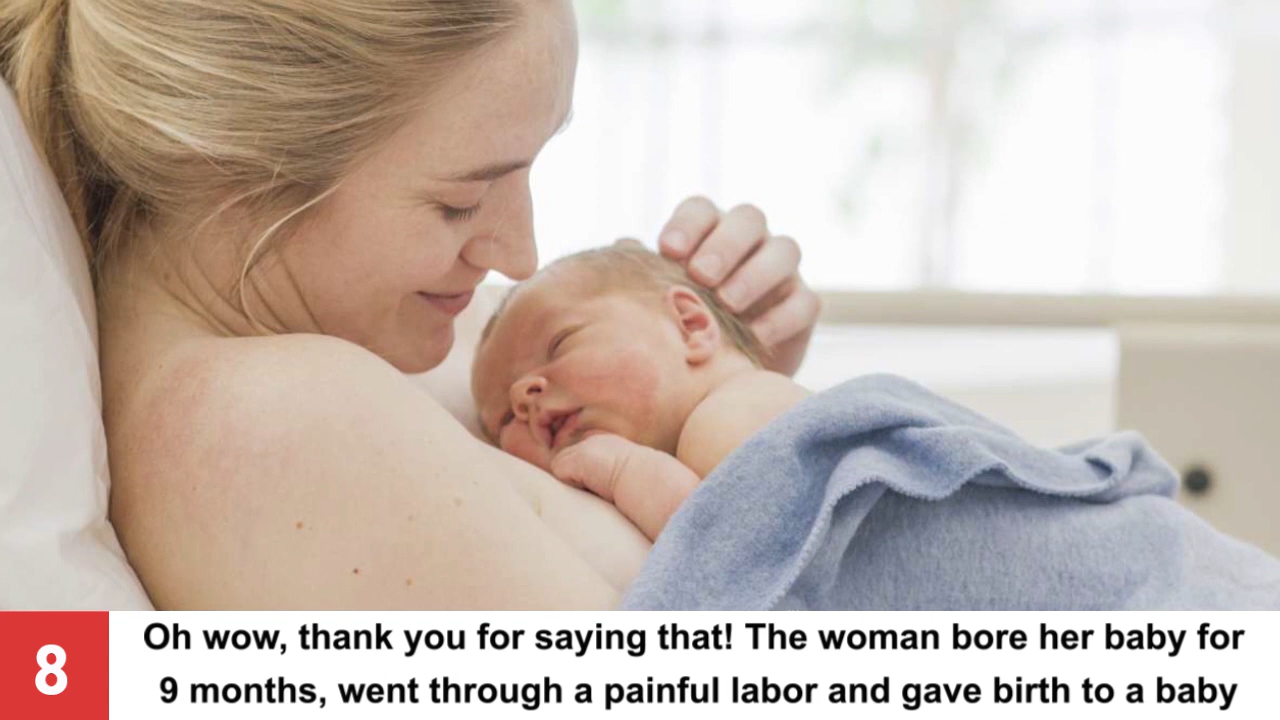 8
Oh wow, thank you for saying that! The woman bore her baby for
9 months, went through a painful labor and gave birth to a baby